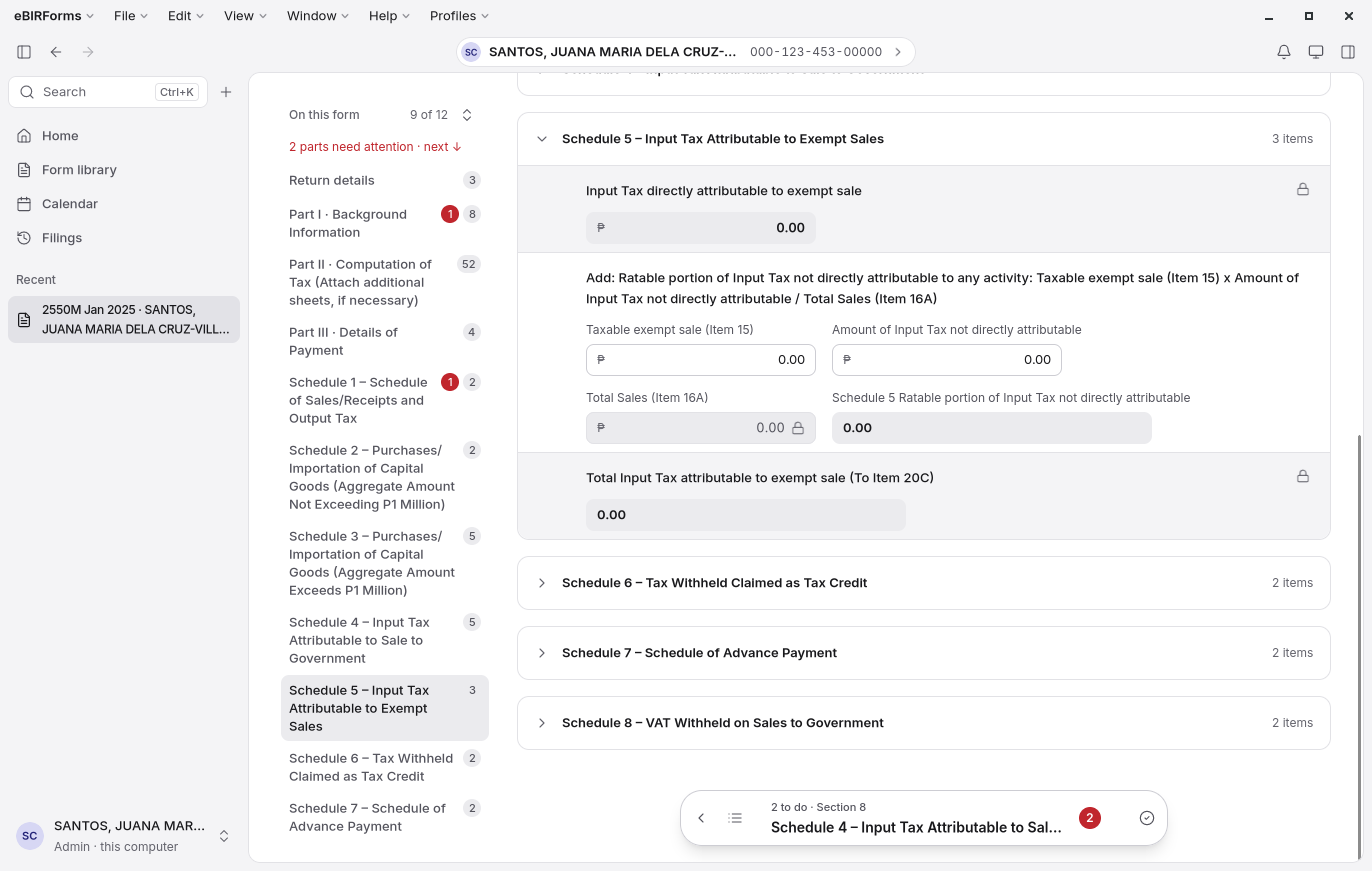 eBIRForms
File
Edit
View
Window
Help
Profiles
SC
SANTOS, JUANA MARIA DELA CRUZ-...
000-123-453-00000
Search
Ctrl+K
Home
Form library
Calendar
Filings
Recent
2550M Jan 2025 · SANTOS,
JUANA MARIA DELA CRUZ-VILL...
SC
SANTOS, JUANA MAR...
Admin · this computer
On this form
9 of 12
2 parts need attention · next ↓
Return details
3
Part I · Background
Information
1
8
Part II · Computation of
Tax (Attach additional
sheets, if necessary)
52
Part III · Details of
Payment
4
Schedule 1 – Schedule
of Sales/Receipts and
Output Tax
1
2
Schedule 2 – Purchases/
Importation of Capital
Goods (Aggregate Amount
Not Exceeding P1 Million)
2
Schedule 3 – Purchases/
Importation of Capital
Goods (Aggregate Amount
Exceeds P1 Million)
5
Schedule 4 – Input Tax
Attributable to Sale to
Government
5
Schedule 5 – Input Tax
Attributable to Exempt
Sales
3
Schedule 6 – Tax Withheld
Claimed as Tax Credit
2
Schedule 7 – Schedule of
Advance Payment
2
Schedule 5 – Input Tax Attributable to Exempt Sales
3 items
Input Tax directly attributable to exempt sale
₱ 0.00
Add: Ratable portion of Input Tax not directly attributable to any activity: Taxable exempt sale (Item 15) x Amount of
Input Tax not directly attributable / Total Sales (Item 16A)
Taxable exempt sale (Item 15)
Amount of Input Tax not directly attributable
₱ 0.00
₱ 0.00
Total Sales (Item 16A)
Schedule 5 Ratable portion of Input Tax not directly attributable
₱ 0.00
0.00
Total Input Tax attributable to exempt sale (To Item 20C)
0.00
Schedule 6 – Tax Withheld Claimed as Tax Credit
2 items
Schedule 7 – Schedule of Advance Payment
2 items
Schedule 8 – VAT Withheld on Sales to Government
2 items
2 to do · Section 8
Schedule 4 – Input Tax Attributable to Sal...
2